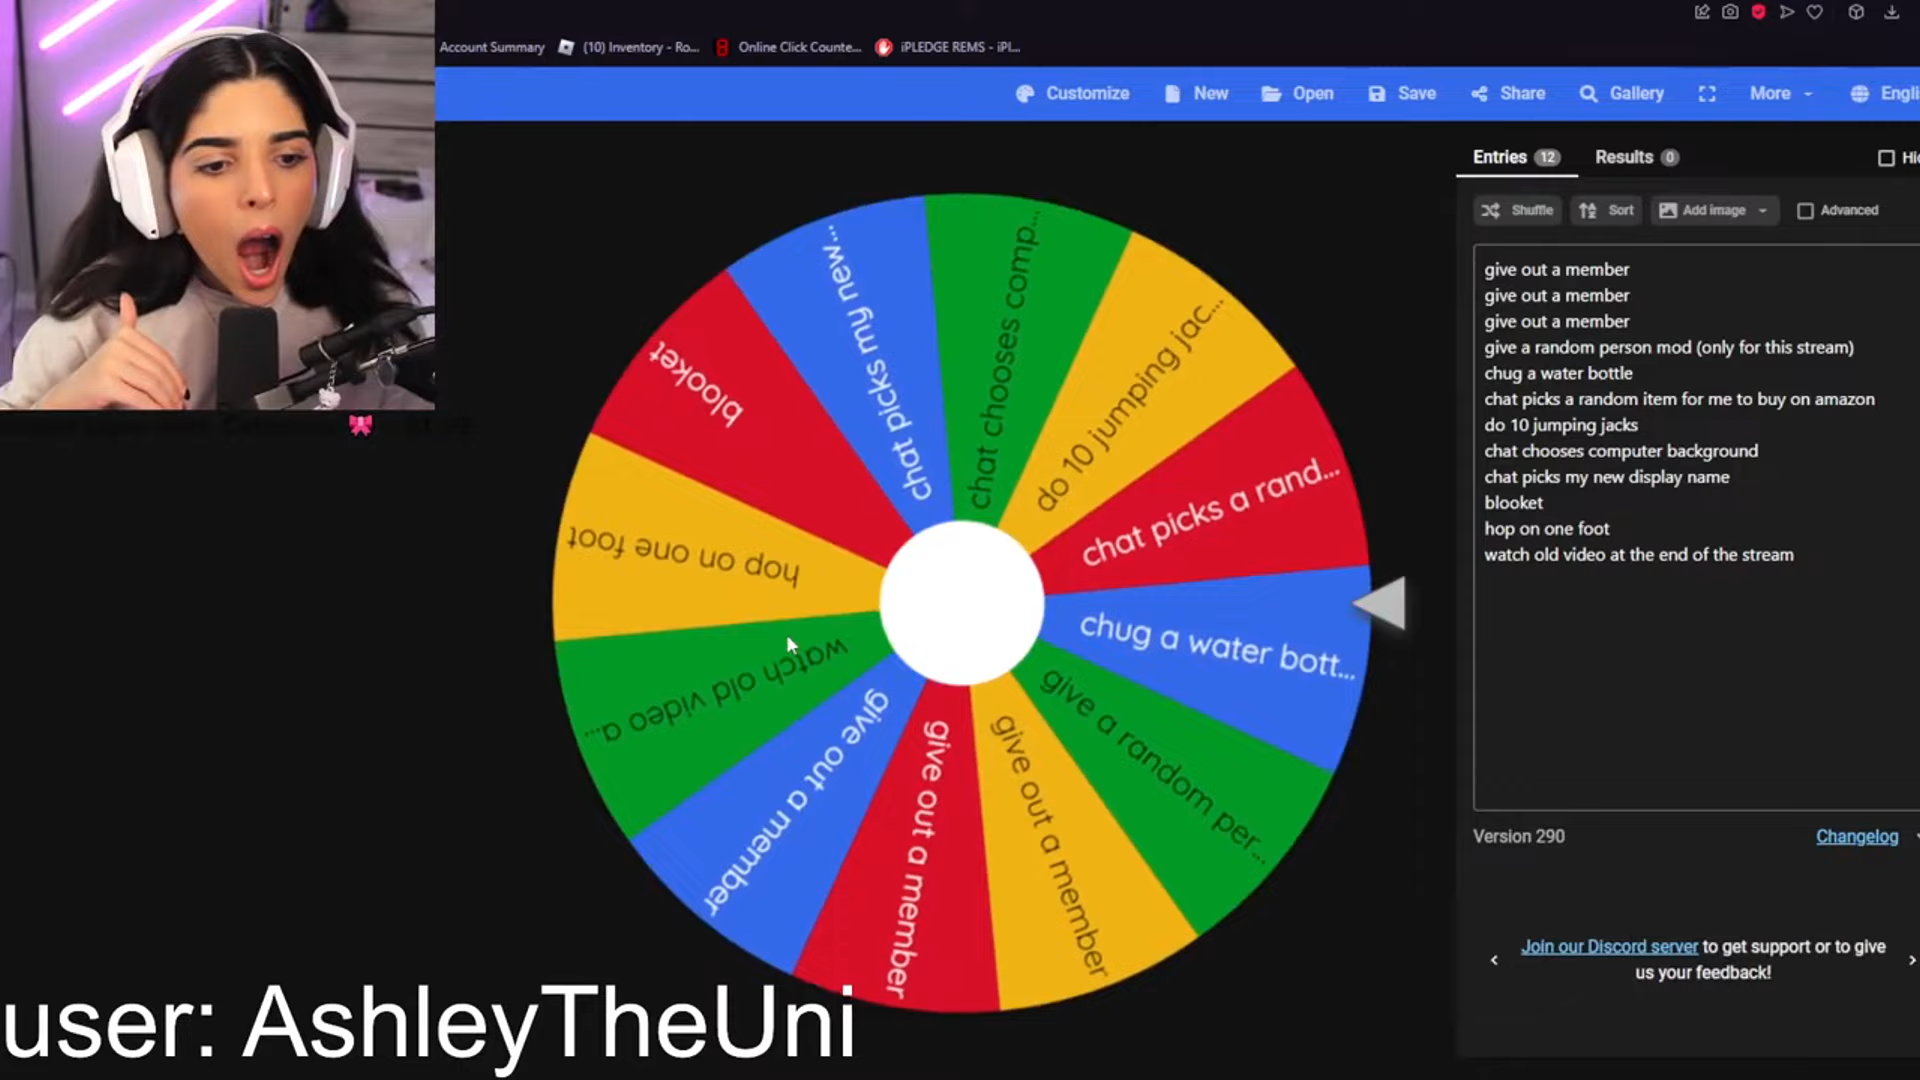 Account Summary
(10) Inventory - Ro...
Online Click Counte...
iPLEDGE REMS - iPl...
Customize
New
Open
Save
Share
Gallery
More
Engli
Entries 12
Results 0
Hi
Shuffle
Sort
Add image
Advanced
give out a member
give out a member
give out a member
give a random person mod (only for this stream)
chug a water bottle
chat picks a random item for me to buy on amazon
do 10 jumping jacks
chat chooses computer background
chat picks my new display name
blooket
hop on one foot
watch old video at the end of the stream
chat picks my new...
chat chooses comp...
do 10 jumping jac...
chat picks a rand...
chug a water bott...
give a random per...
give out a member
give out a member
give out a member
watch old video a...
hop on one foot
blooket
Version 290
Changelog
Join our Discord server to get support or to give
us your feedback!
user: AshleyTheUni